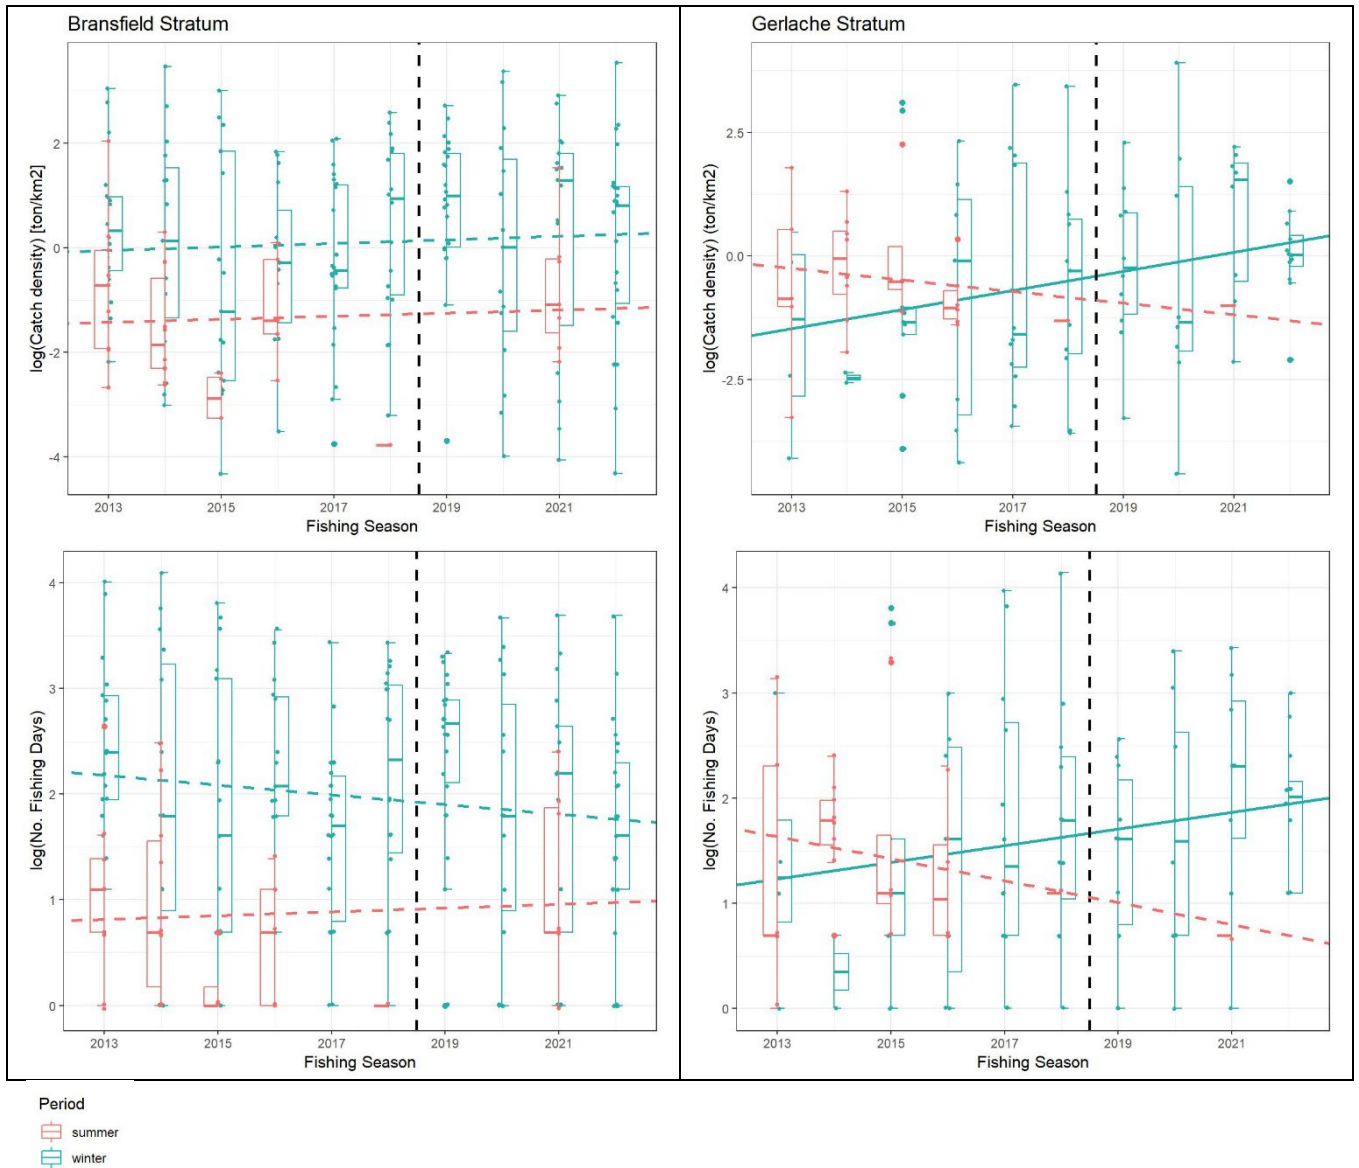 Bransfield Stratum
log(Catch density) [ton/km2]
2
0
-2
-4
2013 2015 2017 2019 2021
Fishing Season
Gerlache Stratum
log(Catch density) (ton/km2)
2.5
0.0
-2.5
2013 2015 2017 2019 2021
Fishing Season
log(No. Fishing Days)
4
3
2
1
0
2013 2015 2017 2019 2021
Fishing Season
log(No. Fishing Days)
4
3
2
1
0
2013 2015 2017 2019 2021
Fishing Season
Period
summer
winter